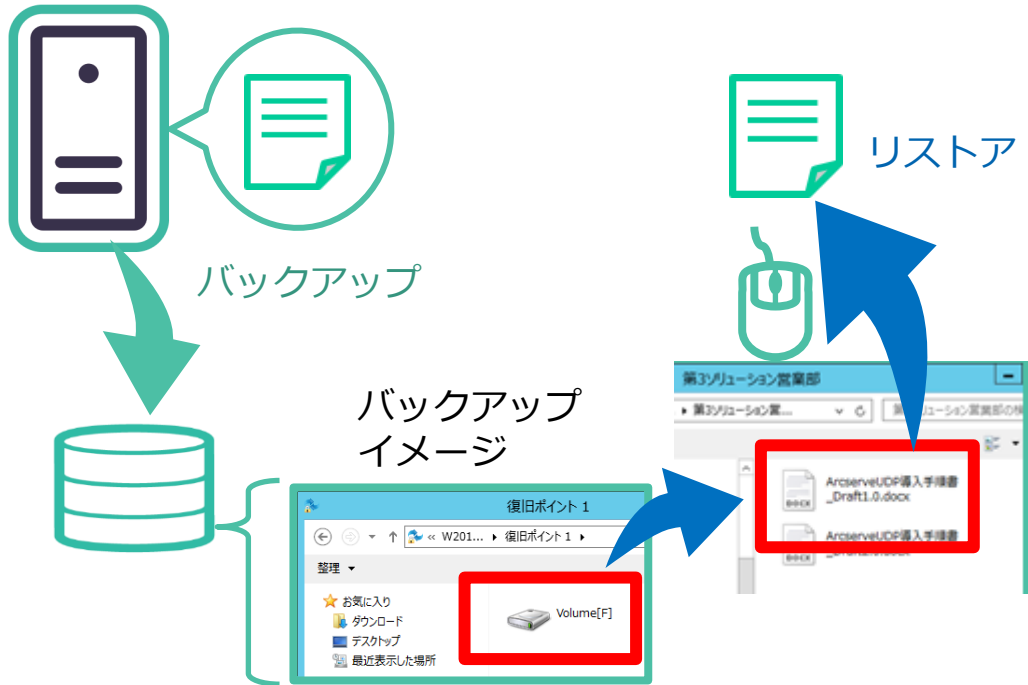 リストア
バックアップ
バックアップ
イメージ
第3ソリューション営業部
第3ソリューション営...
ArcserveUDP導入手順書
_Draft1.0.docx
DOCX
ArcserveUDP導入手順書
DOCX
復旧ポイント 1
« W201... ▸ 復旧ポイント 1 ▸
整理
お気に入り
ダウンロード
デスクトップ
最近表示した場所
Volume[F]